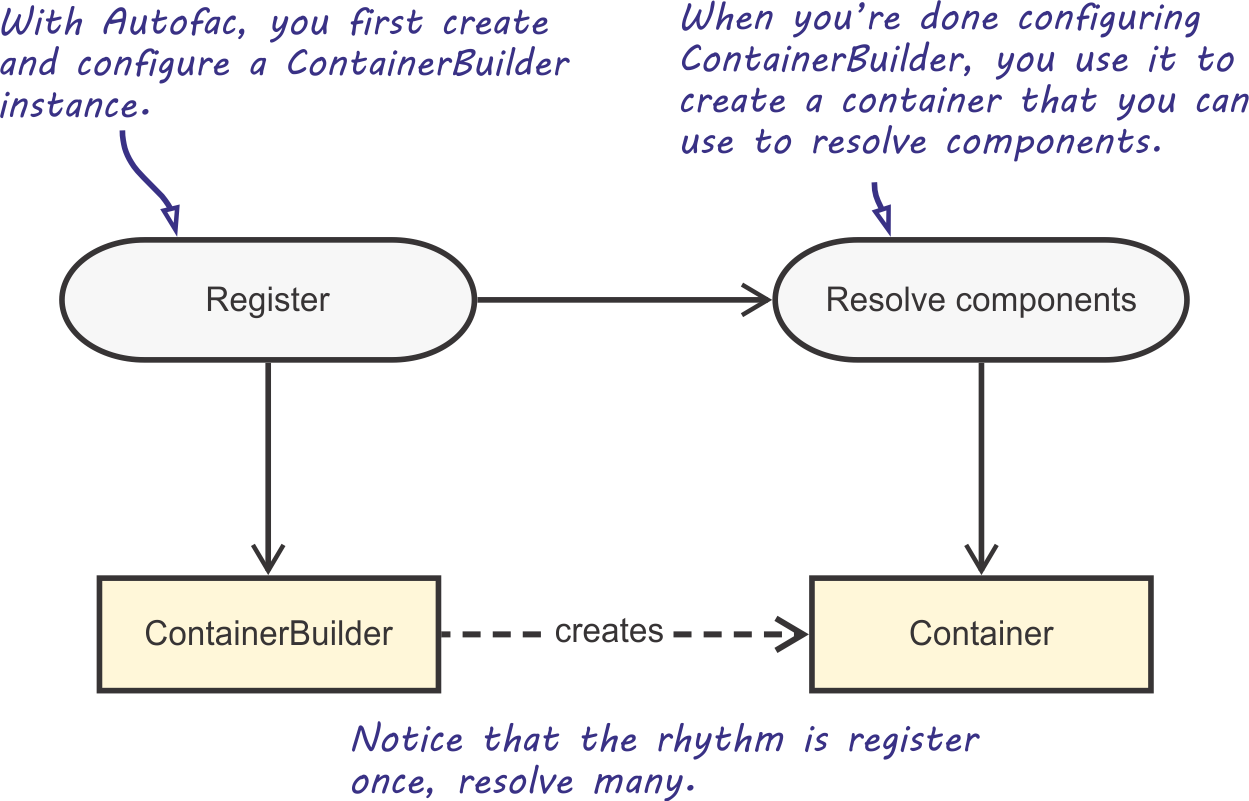 With Autofac, you first create
and configure a ContainerBuilder
instance.
When you’re done configuring
ContainerBuilder, you use it to
create a container that you can
use to resolve components.
Register
Resolve components
ContainerBuilder
creates
Container
Notice that the rhythm is register
once, resolve many.